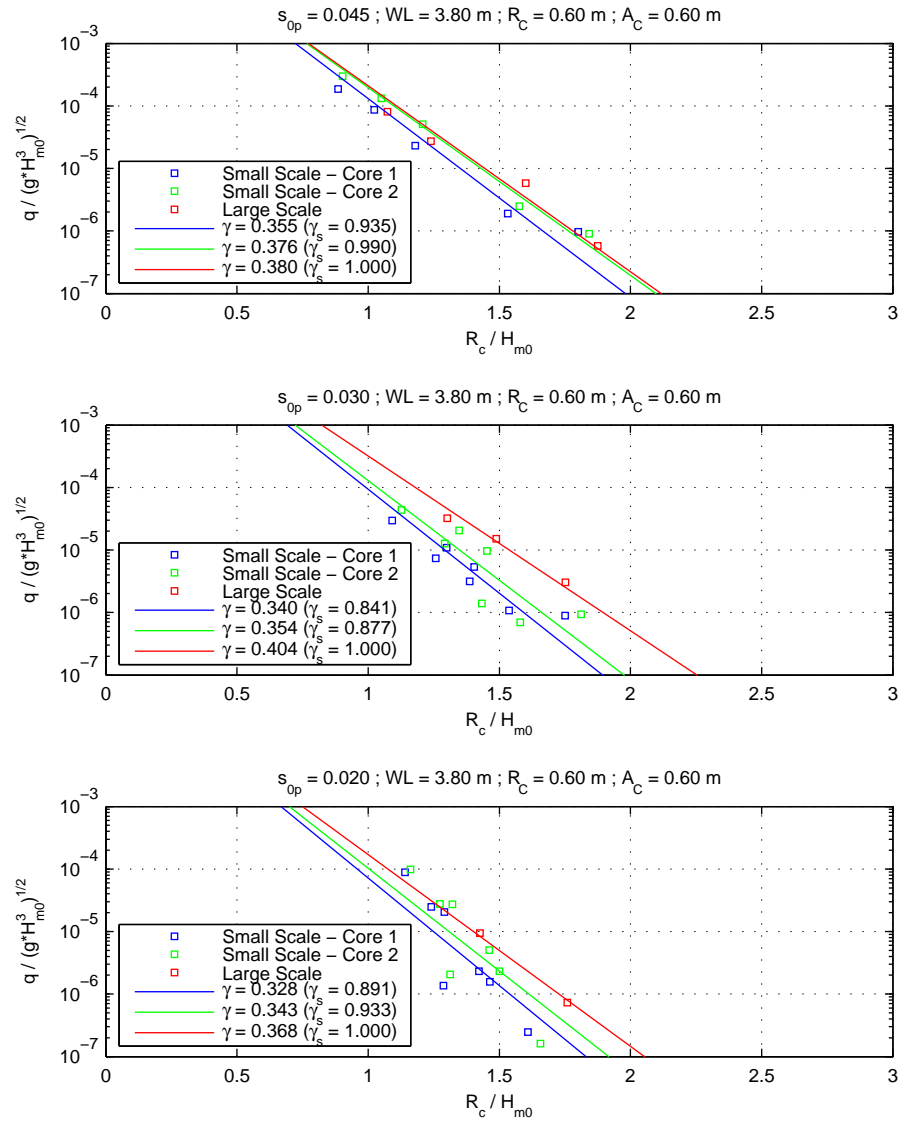 s0p = 0.045 ; WL = 3.80 m ; RC = 0.60 m ; AC = 0.60 m
10−3
10−4
10−5
10−6
10−7
q / (g*H3m0)1/2
Small Scale − Core 1
Small Scale − Core 2
Large Scale
γ = 0.355 (γs = 0.935)
γ = 0.376 (γs = 0.990)
γ = 0.380 (γs = 1.000)
0 0.5 1 1.5 2 2.5 3
Rc / Hm0
s0p = 0.030 ; WL = 3.80 m ; RC = 0.60 m ; AC = 0.60 m
10−3
10−4
10−5
10−6
10−7
q / (g*H3m0)1/2
Small Scale − Core 1
Small Scale − Core 2
Large Scale
γ = 0.340 (γs = 0.841)
γ = 0.354 (γs = 0.877)
γ = 0.404 (γs = 1.000)
0 0.5 1 1.5 2 2.5 3
Rc / Hm0
s0p = 0.020 ; WL = 3.80 m ; RC = 0.60 m ; AC = 0.60 m
10−3
10−4
10−5
10−6
10−7
q / (g*H3m0)1/2
Small Scale − Core 1
Small Scale − Core 2
Large Scale
γ = 0.328 (γs = 0.891)
γ = 0.343 (γs = 0.933)
γ = 0.368 (γs = 1.000)
0 0.5 1 1.5 2 2.5 3
Rc / Hm0